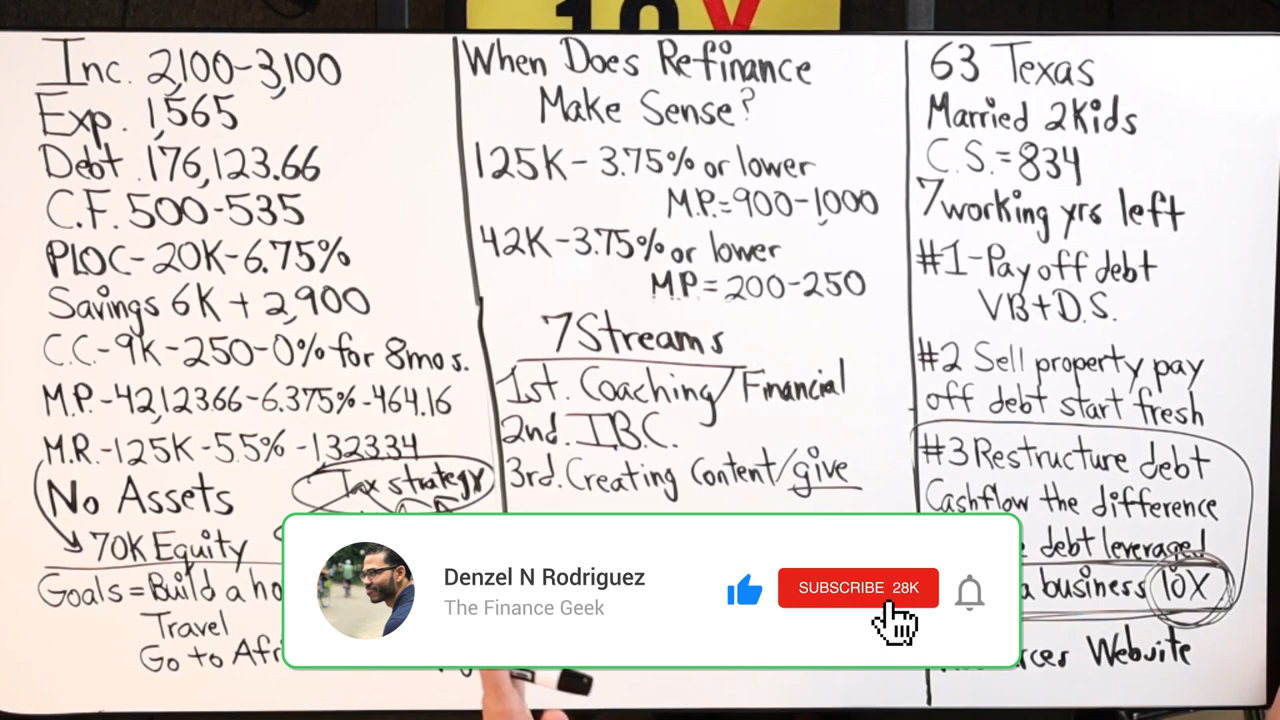 10X
Inc. 2,100-3,100
Exp. 1,565
Debt 176,123.66
C.F. 500-535
PLOC-20K-6.75%
Savings 6K + 2,900
C.C.-9K-250-0% for 8mos.
M.P.-42,123.66-6.375%-464.16
M.R.-125K-5.5%-1323.34
No Assets
Tax strategy
70K Equity
Goals = Build a ho
Travel
Go to Afri
When Does Refinance
Make Sense?
125K-3.75% or lower
M.P.=900-1,000
42K-3.75% or lower
M.P.=200-250
7 Streams
1st. Coaching/Financial
2nd. I.B.C.
3rd. Creating Content/give
63 Texas
Married 2 Kids
C.S.=834
7 working yrs left
#1-Pay off debt
VB+D.S.
#2 Sell property pay
off debt start fresh
#3 Restructure debt
Cashflow the difference
debt leveraged
a business 10X
Website
Denzel N Rodriguez
The Finance Geek
SUBSCRIBE 28K